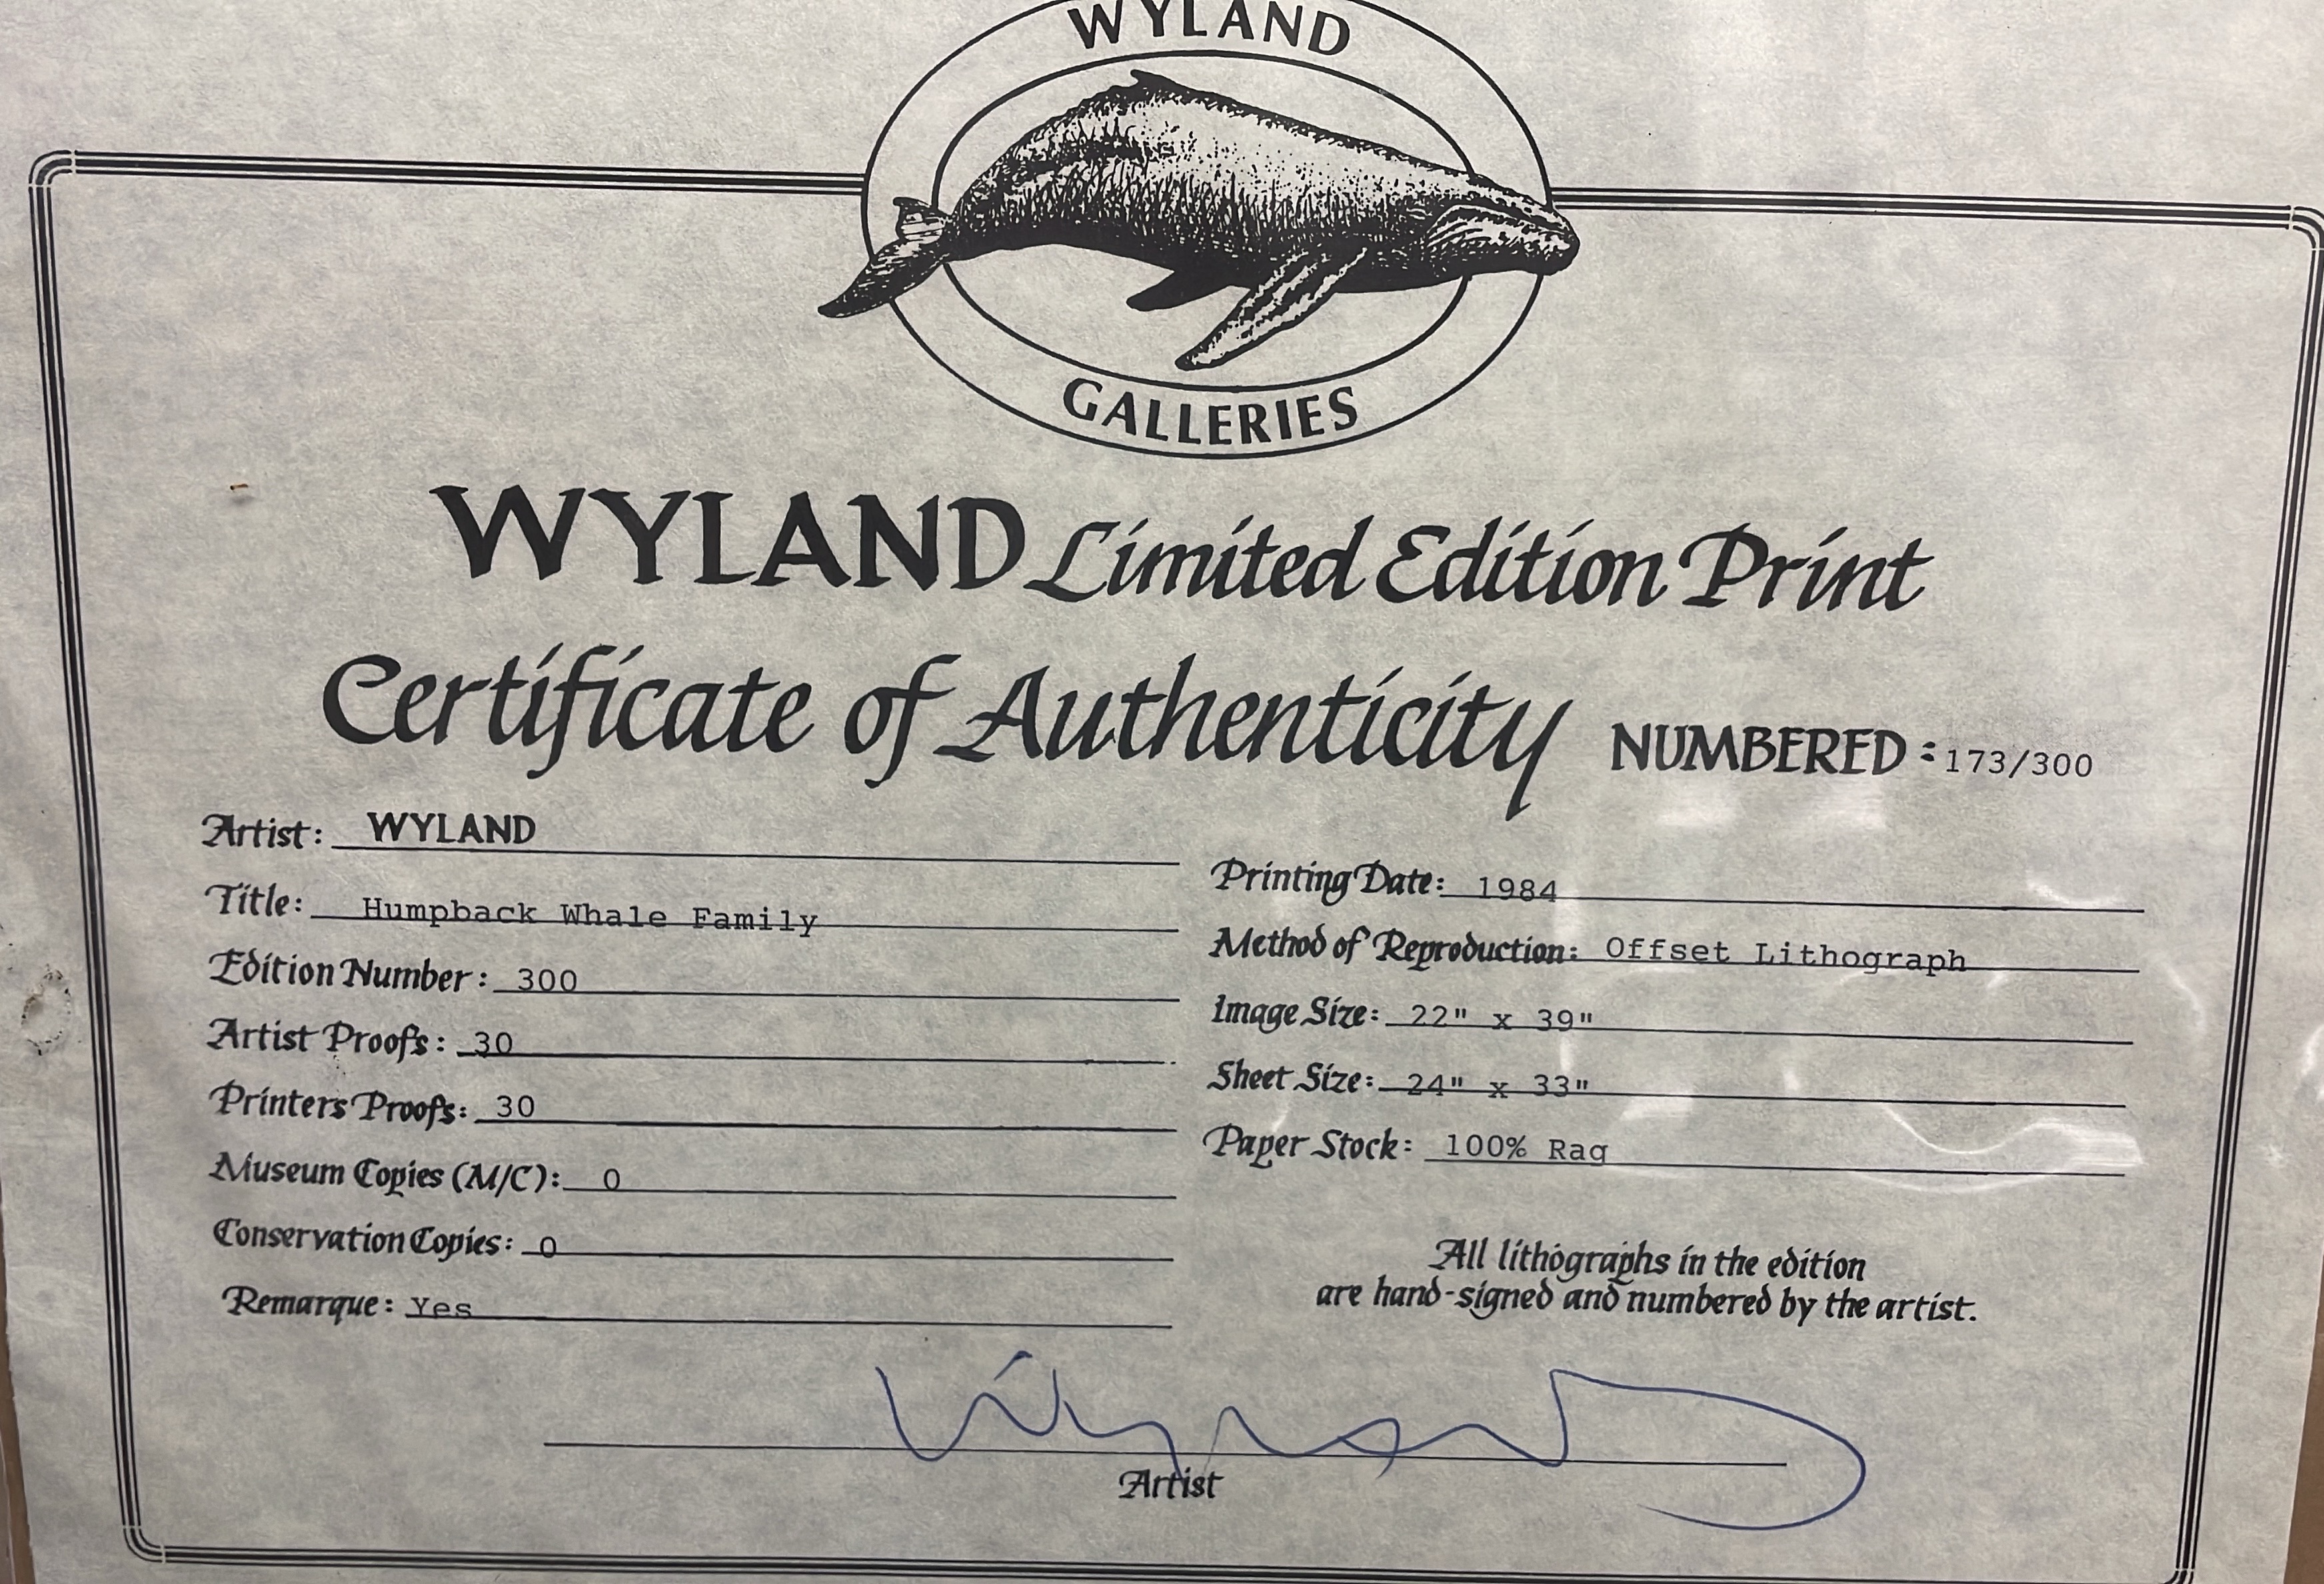 WYLAND
GALLERIES
WYLAND Limited Edition Print
Certificate of Authenticity NUMBERED: 173/300
Artist: WYLAND
Title: Humpback Whale Family
Edition Number: 300
Artist Proofs: 30
Printers Proofs: 30
Museum Copies (M/C): 0
Conservation Copies: 0
Remarque: Yes
Printing Date: 1984
Method of Reproduction: Offset Lithograph
Image Size: 22" x 39"
Sheet Size: 24" x 33"
Paper Stock: 100% Rag
All lithographs in the edition
are hand-signed and numbered by the artist.
Wyland
Artist